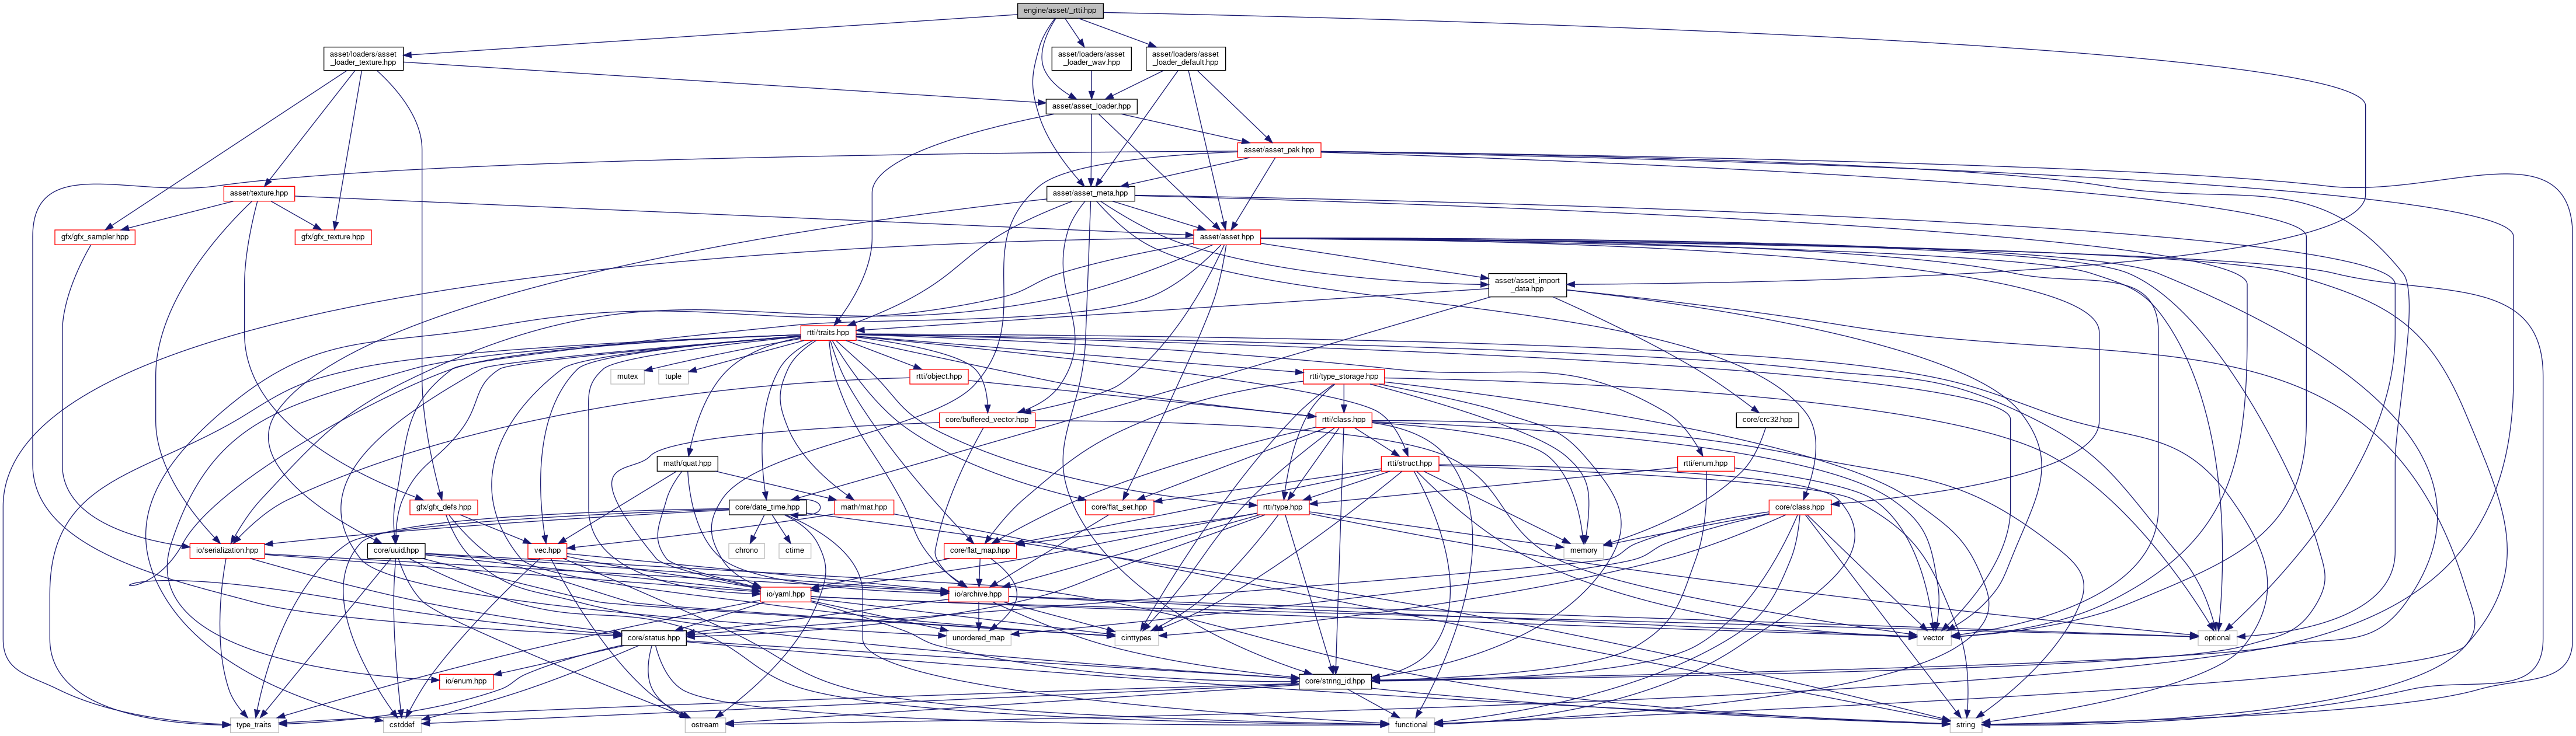 engine/asset/_rtti.hpp
asset/loaders/asset
_loader_texture.hpp
asset/loaders/asset
_loader_wav.hpp
asset/loaders/asset
_loader_default.hpp
asset/asset_loader.hpp
asset/asset_pak.hpp
asset/texture.hpp
asset/asset_meta.hpp
gfx/gfx_sampler.hpp
gfx/gfx_texture.hpp
asset/asset.hpp
asset/asset_import
_data.hpp
rtti/traits.hpp
mutex
tuple
rtti/object.hpp
rtti/type_storage.hpp
core/buffered_vector.hpp
rtti/class.hpp
core/crc32.hpp
math/quat.hpp
rtti/struct.hpp
rtti/enum.hpp
gfx/gfx_defs.hpp
core/date_time.hpp
math/mat.hpp
core/flat_set.hpp
rtti/type.hpp
core/class.hpp
io/serialization.hpp
core/uuid.hpp
vec.hpp
chrono
ctime
core/flat_map.hpp
memory
io/yaml.hpp
io/archive.hpp
core/status.hpp
unordered_map
cinttypes
vector
optional
io/enum.hpp
core/string_id.hpp
type_traits
cstddef
ostream
functional
string